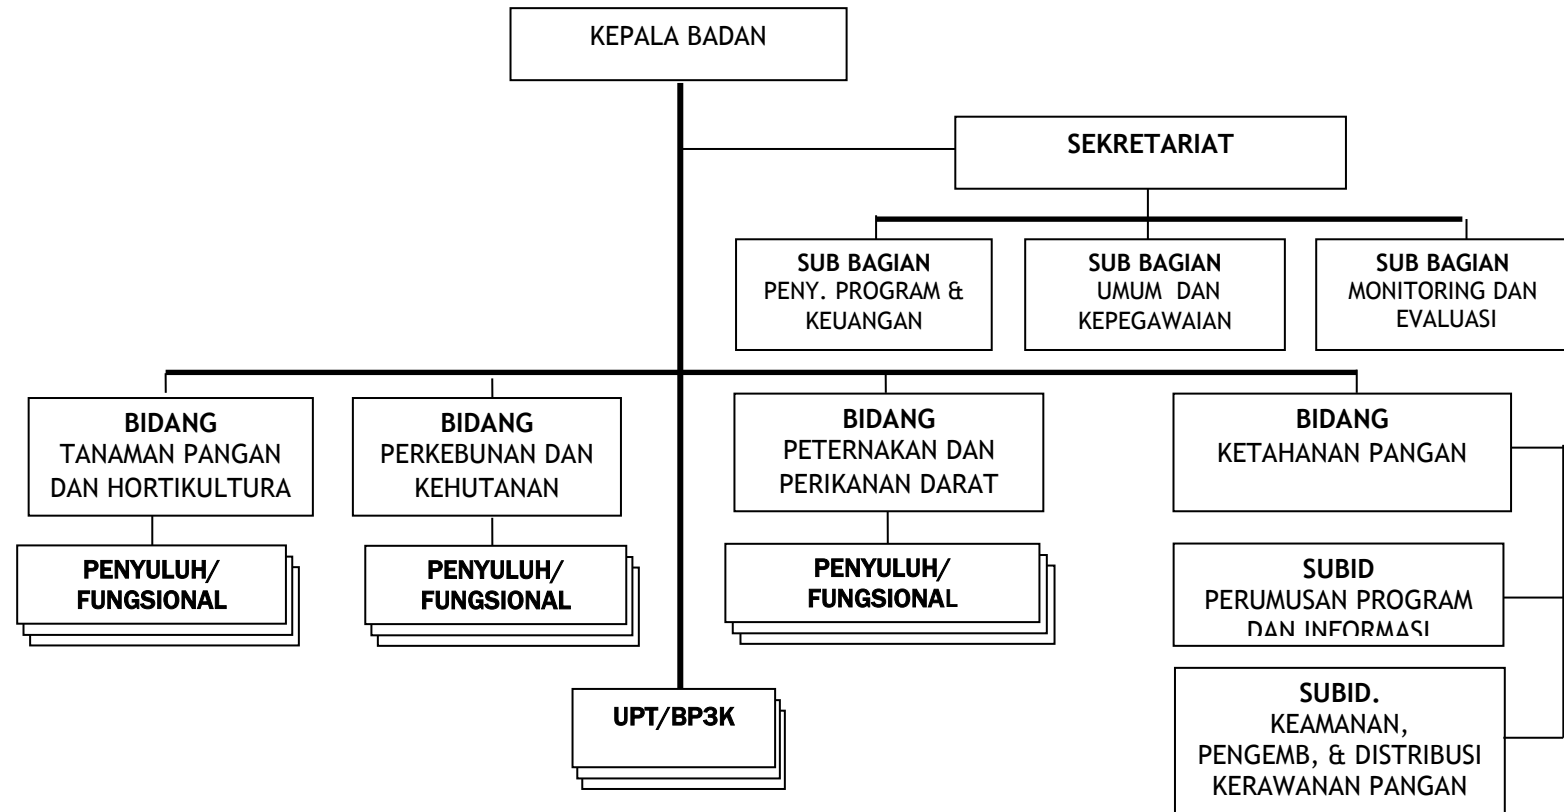 KEPALA BADAN
SEKRETARIAT
SUB BAGIAN
PENY. PROGRAM &
KEUANGAN
SUB BAGIAN
UMUM DAN
KEPEGAWAIAN
SUB BAGIAN
MONITORING DAN
EVALUASI
BIDANG
TANAMAN PANGAN
DAN HORTIKULTURA
BIDANG
PERKEBUNAN DAN
KEHUTANAN
BIDANG
PETERNAKAN DAN
PERIKANAN DARAT
BIDANG
KETAHANAN PANGAN
PENYULUH/
FUNGSIONAL
PENYULUH/
FUNGSIONAL
PENYULUH/
FUNGSIONAL
SUBID
PERUMUSAN PROGRAM
DAN INFORMASI
UPT/BP3K
SUBID.
KEAMANAN,
PENGEMB, & DISTRIBUSI
KERAWANAN PANGAN